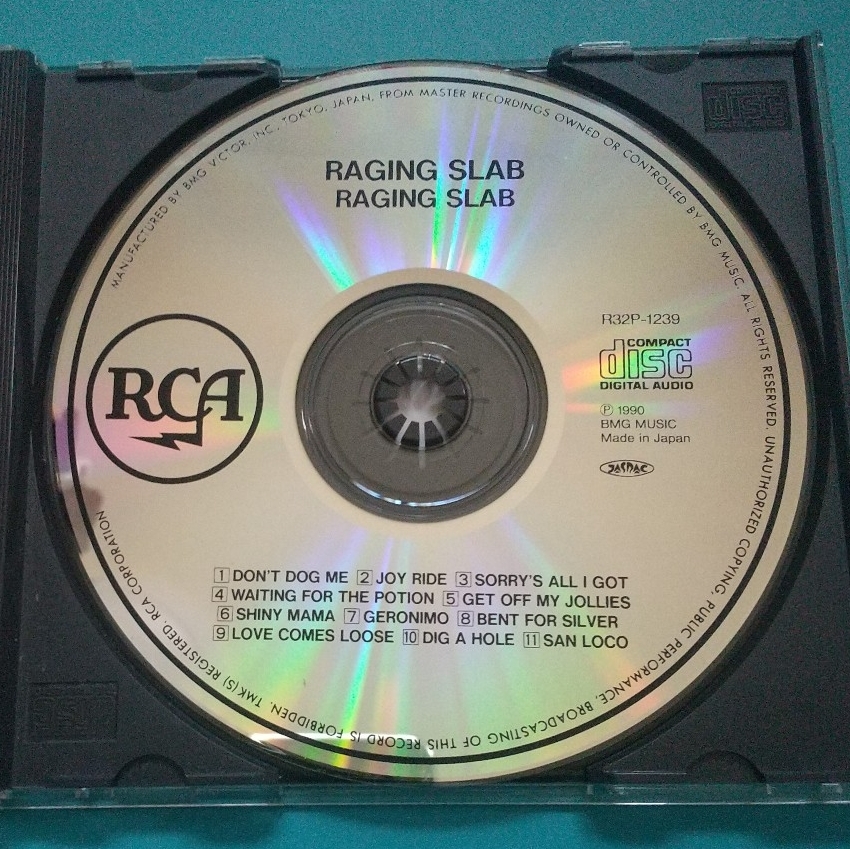 RAGING SLAB
RAGING SLAB
MANUFACTURED BY BMG VICTOR, INC., TOKYO, JAPAN, FROM MASTER RECORDINGS OWNED OR CONTROLLED BY BMG MUSIC. ALL RIGHTS RESERVED. UNAUTHORIZED COPYING, PUBLIC PERFORMANCE, BROADCASTING OF THIS RECORD IS FORBIDDEN. TMK(S) REGISTERED. RCA CORPORATION
RCA
R32P-1239
COMPACT
disc
DIGITAL AUDIO
Ⓟ 1990
BMG MUSIC
Made in Japan
JASRAC
1 DON'T DOG ME 2 JOY RIDE 3 SORRY'S ALL I GOT
4 WAITING FOR THE POTION 5 GET OFF MY JOLLIES
6 SHINY MAMA 7 GERONIMO 8 BENT FOR SILVER
9 LOVE COMES LOOSE 10 DIG A HOLE 11 SAN LOCO
disc